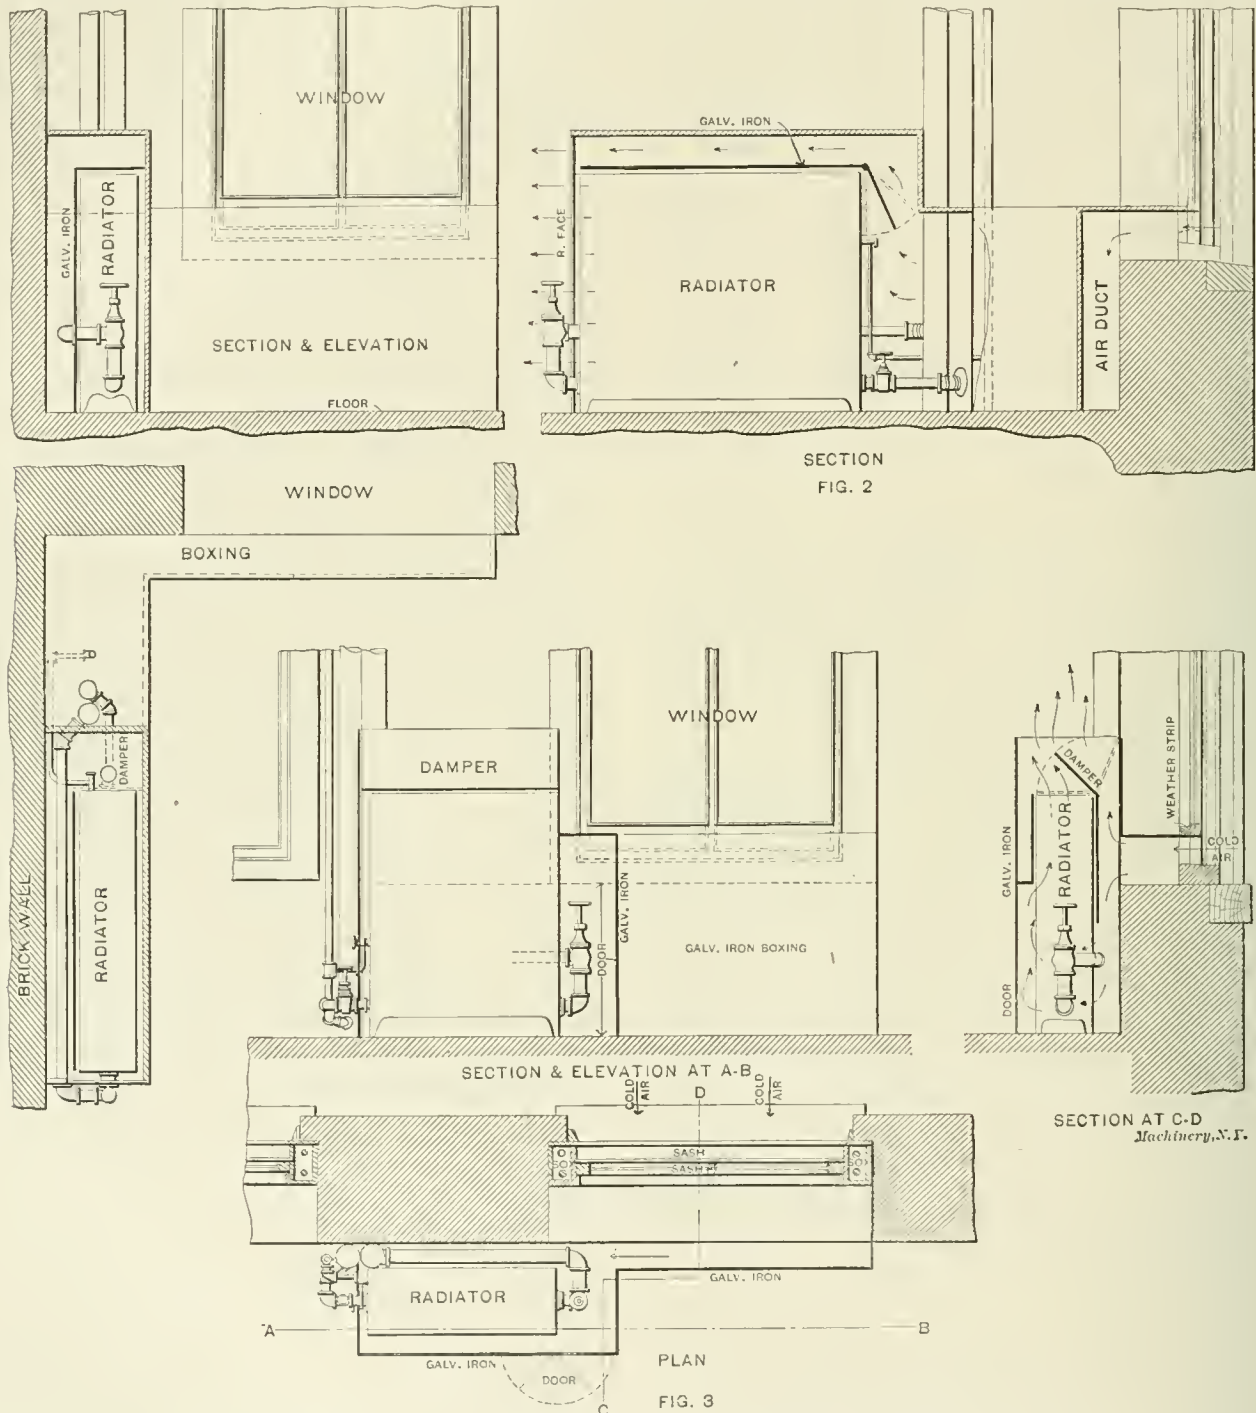 WINDOW
GALV. IRON
RADIATOR
SECTION & ELEVATION
FLOOR
GALV. IRON
R. FACE
RADIATOR
AIR DUCT
SECTION
FIG. 2
WINDOW
BOXING
DAMPER
BRICK WALL
RADIATOR
DAMPER
WINDOW
GALV. IRON
DOOR
GALV. IRON BOXING
SECTION & ELEVATION AT A-B
DAMPER
WEATHER STRIP
COLD
AIR
GALV. IRON
RADIATOR
DOOR
SECTION AT C-D
Machinery, N.Y.
COLD
AIR
D
COLD
AIR
SASH
SASH
GALV. IRON
RADIATOR
A
B
GALV. IRON
DOOR
PLAN
C
FIG. 3